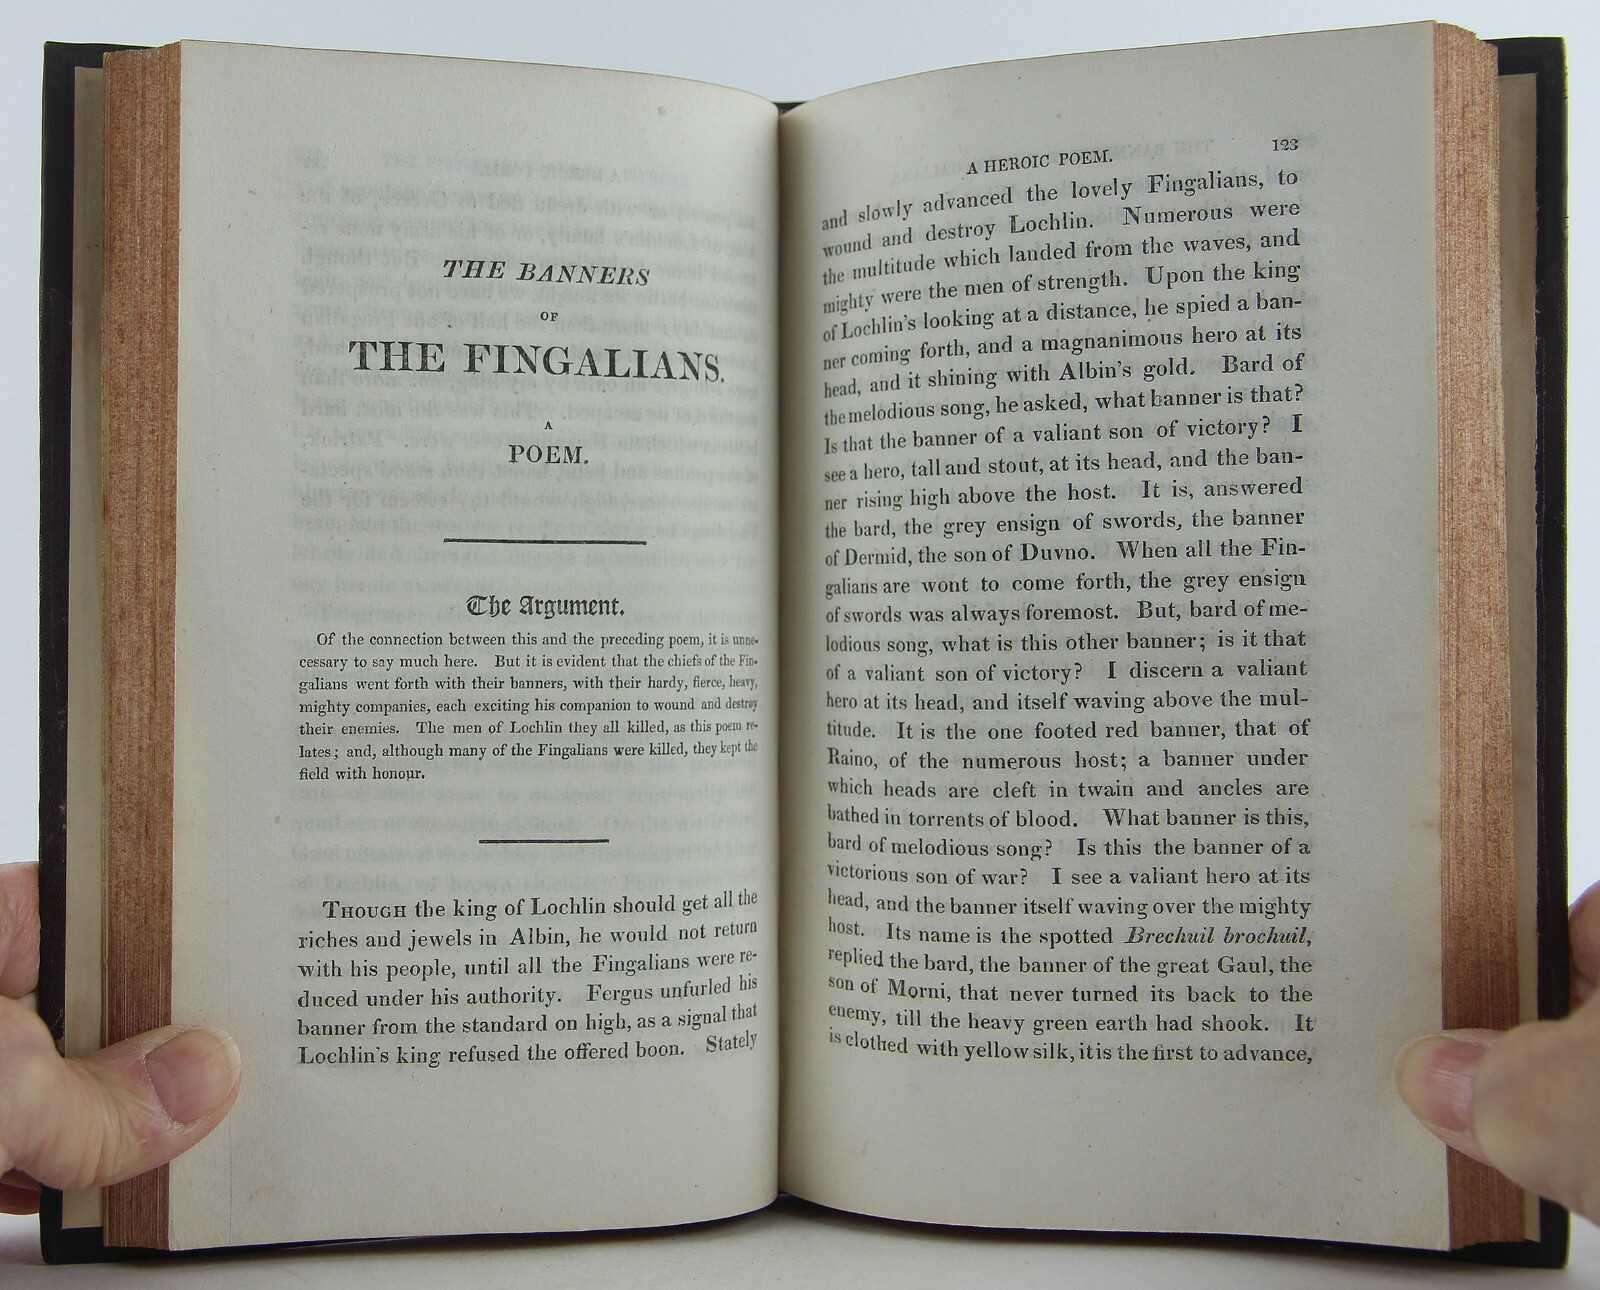 THE BANNERS
OF
THE FINGALIANS.
A
POEM.
The Argument.
Of the connection between this and the preceding poem, it is unne-
cessary to say much here. But it is evident that the chiefs of the Fin-
galians went forth with their banners, with their hardy, fierce, heavy,
mighty companies, each exciting his companion to wound and destroy
their enemies. The men of Lochlin they all killed, as this poem re-
lates; and, although many of the Fingalians were killed, they kept the
field with honour.
THOUGH the king of Lochlin should get all the
riches and jewels in Albin, he would not return
with his people, until all the Fingalians were re-
duced under his authority. Fergus unfurled his
banner from the standard on high, as a signal that
Lochlin's king refused the offered boon. Stately
A HEROIC POEM. 123
and slowly advanced the lovely Fingalians, to
wound and destroy Lochlin. Numerous were
the multitude which landed from the waves, and
mighty were the men of strength. Upon the king
of Lochlin's looking at a distance, he spied a ban-
ner coming forth, and a magnanimous hero at its
head, and it shining with Albin's gold. Bard of
the melodious song, he asked, what banner is that?
Is that the banner of a valiant son of victory? I
see a hero, tall and stout, at its head, and the ban-
ner rising high above the host. It is, answered
the bard, the grey ensign of swords, the banner
of Dermid, the son of Duvno. When all the Fin-
galians are wont to come forth, the grey ensign
of swords was always foremost. But, bard of me-
lodious song, what is this other banner; is it that
of a valiant son of victory? I discern a valiant
hero at its head, and itself waving above the mul-
titude. It is the one footed red banner, that of
Raino, of the numerous host; a banner under
which heads are cleft in twain and ancles are
bathed in torrents of blood. What banner is this,
bard of melodious song? Is this the banner of a
victorious son of war? I see a valiant hero at its
head, and the banner itself waving over the mighty
host. Its name is the spotted Brechuil brochuil,
replied the bard, the banner of the great Gaul, the
son of Morni, that never turned its back to the
enemy, till the heavy green earth had shook. It
is clothed with yellow silk, it is the first to advance,